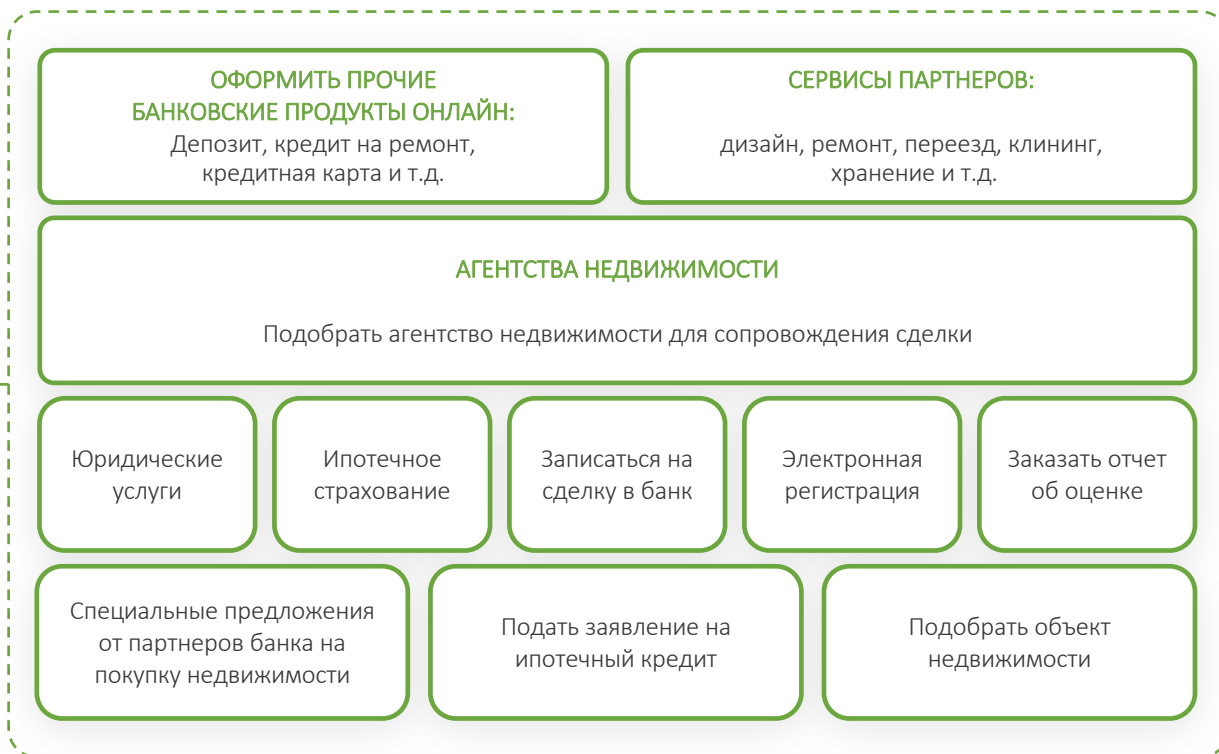 ОФОРМИТЬ ПРОЧИЕ
БАНКОВСКИЕ ПРОДУКТЫ ОНЛАЙН:
Депозит, кредит на ремонт,
кредитная карта и т.д.
СЕРВИСЫ ПАРТНЕРОВ:
дизайн, ремонт, переезд, клининг,
хранение и т.д.
АГЕНТСТВА НЕДВИЖИМОСТИ
Подобрать агентство недвижимости для сопровождения сделки
Юридические
услуги
Ипотечное
страхование
Записаться на
сделку в банк
Электронная
регистрация
Заказать отчет
об оценке
Специальные предложения
от партнеров банка на
покупку недвижимости
Подать заявление на
ипотечный кредит
Подобрать объект
недвижимости